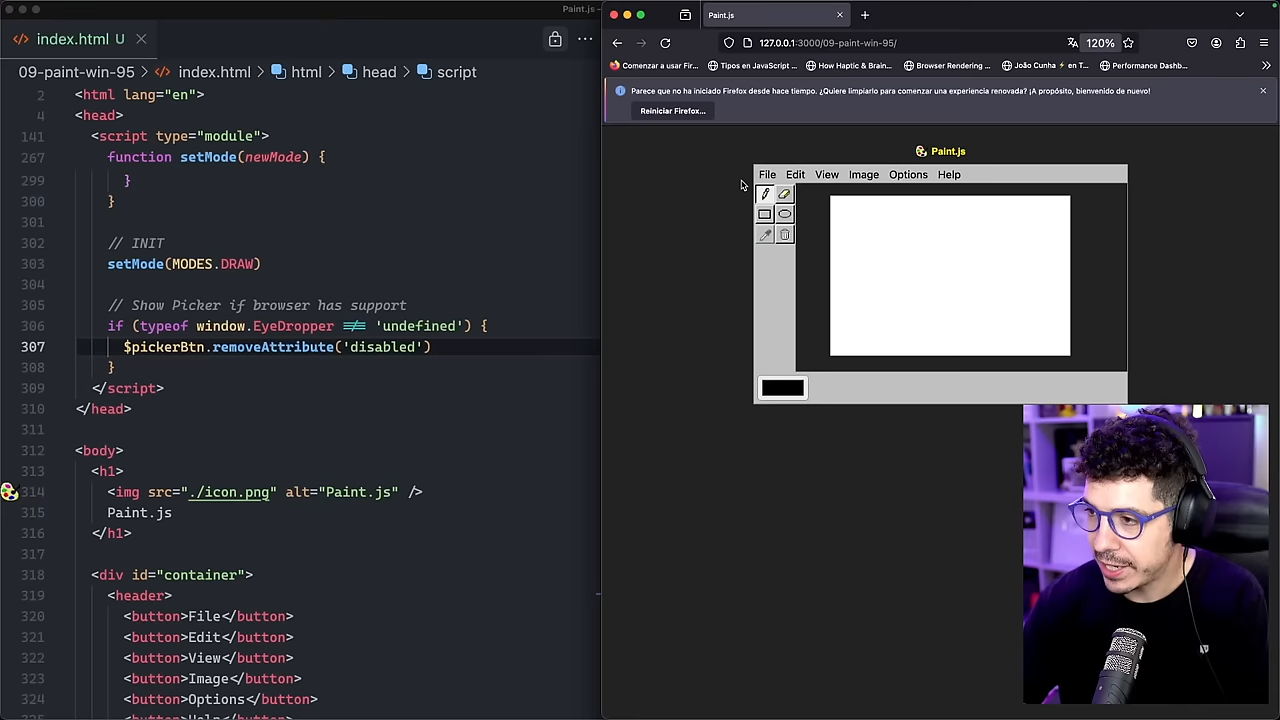 Paint.js —
index.html U
09-paint-win-95 > index.html > html > head > script
2 <html lang="en">
4 <head>
141 <script type="module">
267 function setMode(newMode) {
299 }
300 }
301
302 // INIT
303 setMode(MODES.DRAW)
304
305 // Show Picker if browser has support
306 if (typeof window.EyeDropper !== 'undefined') {
307 $pickerBtn.removeAttribute('disabled')
308 }
309 </script>
310 </head>
311
312 <body>
313 <h1>
314 <img src="./icon.png" alt="Paint.js" />
315 Paint.js
316 </h1>
317
318 <div id="container">
319 <header>
320 <button>File</button>
321 <button>Edit</button>
322 <button>View</button>
323 <button>Image</button>
324 <button>Options</button>
<button>Help</button>
Paint.js
127.0.0.1:3000/09-paint-win-95/ 120%
Comenzar a usar Fir... Tipos en JavaScript ... How Haptic & Brain... Browser Rendering ... João Cunha ⚡ en T... Performance Dashb...
Parece que no ha iniciado Firefox desde hace tiempo. ¿Quiere limpiarlo para comenzar una experiencia renovada? ¡A propósito, bienvenido de nuevo!
Reiniciar Firefox...
Paint.js
File Edit View Image Options Help